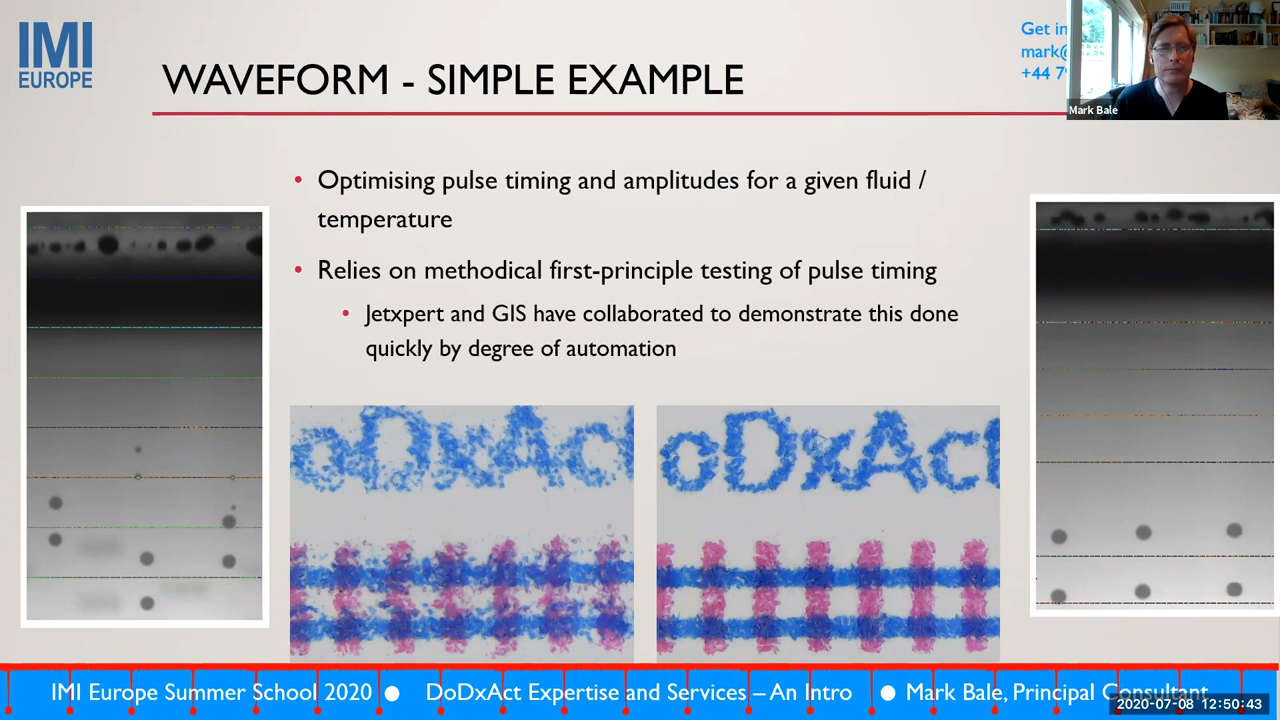 IMI
EUROPE
WAVEFORM - SIMPLE EXAMPLE
Get in
mark@
+44 79
Mark Bale
• Optimising pulse timing and amplitudes for a given fluid /
temperature
• Relies on methodical first-principle testing of pulse timing
• Jetxpert and GIS have collaborated to demonstrate this done
quickly by degree of automation
oDxAct
oDxAct
IMI Europe Summer School 2020 ● DoDxAct Expertise and Services – An Intro ● Mark Bale, Principal Consultant
2020-07-08 12:50:43